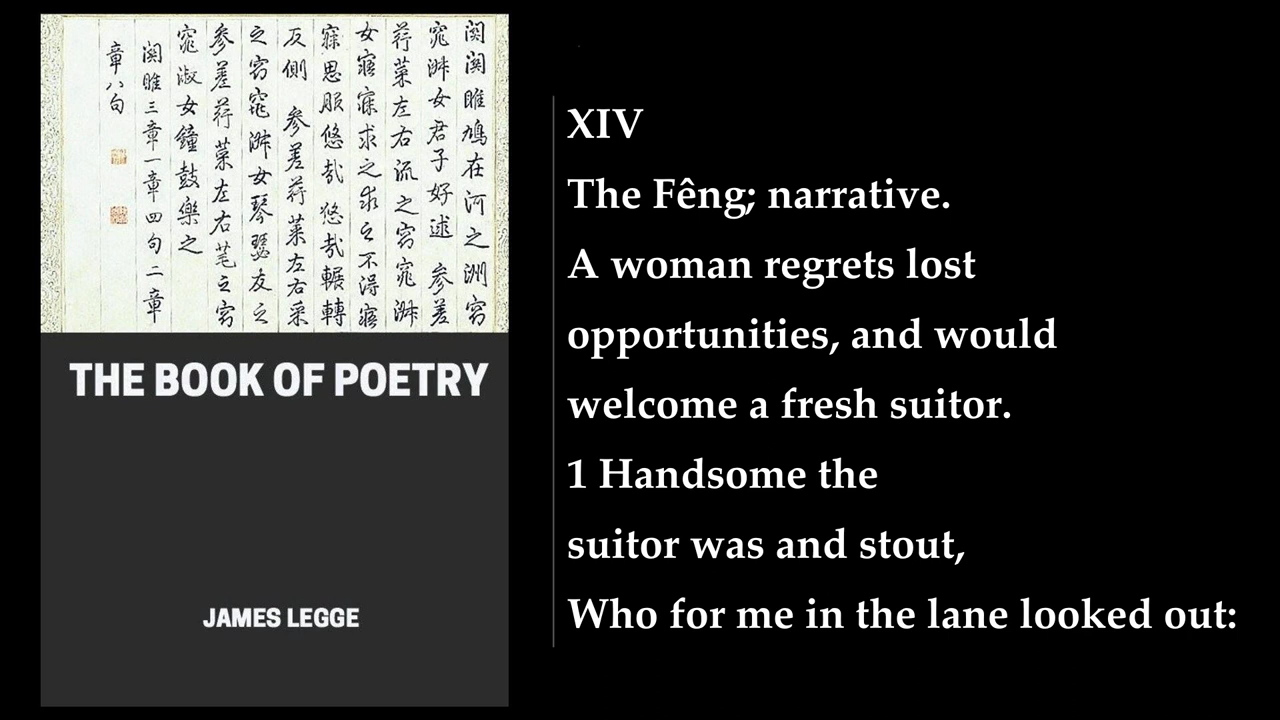 関関雎鳩在河之洲窈
窕淑女君子好逑 參差
荇菜左右流之窈窕淑
女寤寐求之求之不得寤
寐思服悠哉悠哉輾轉
反側 參差荇菜左右采
之窈窕淑女琴瑟友之
參差荇菜左右芼之窈
窕淑女鐘鼓樂之
関雎三章一章四句二章
章八句
THE BOOK OF POETRY
JAMES LEGGE
XIV
The Fêng; narrative.
A woman regrets lost
opportunities, and would
welcome a fresh suitor.
1 Handsome the
suitor was and stout,
Who for me in the lane looked out: